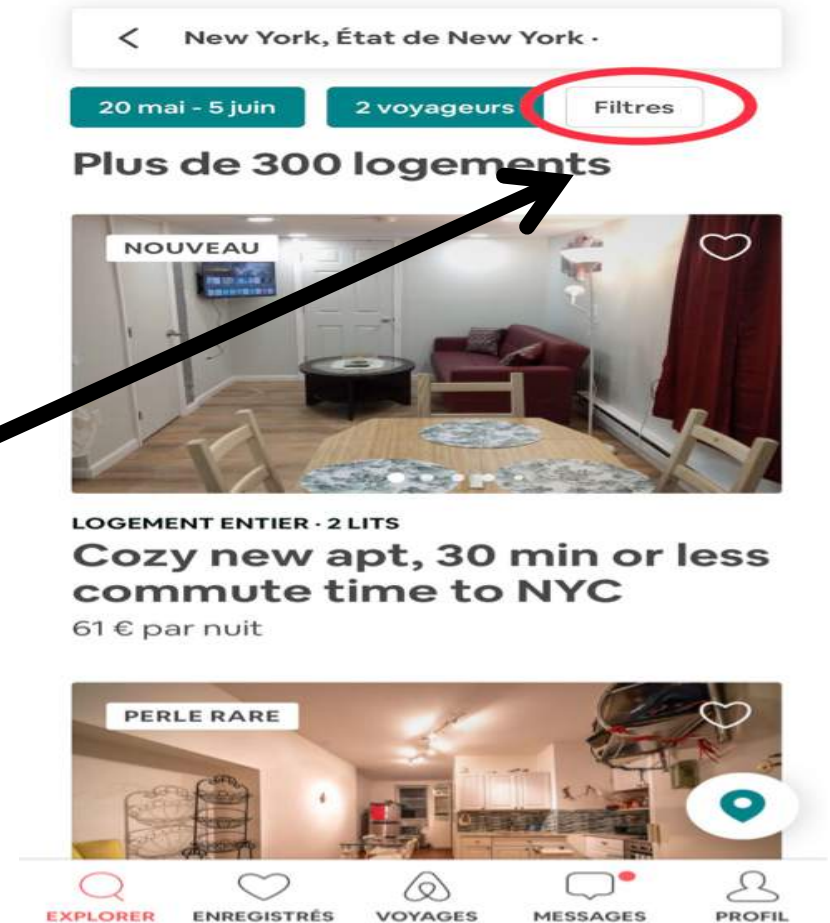 New York, État de New York ·
20 mai - 5 juin
2 voyageurs
Filtres
Plus de 300 logements
NOUVEAU
LOGEMENT ENTIER · 2 LITS
Cozy new apt, 30 min or less
commute time to NYC
61 € par nuit
PERLE RARE
EXPLORER
ENREGISTRÉS
VOYAGES
MESSAGES
PROFIL